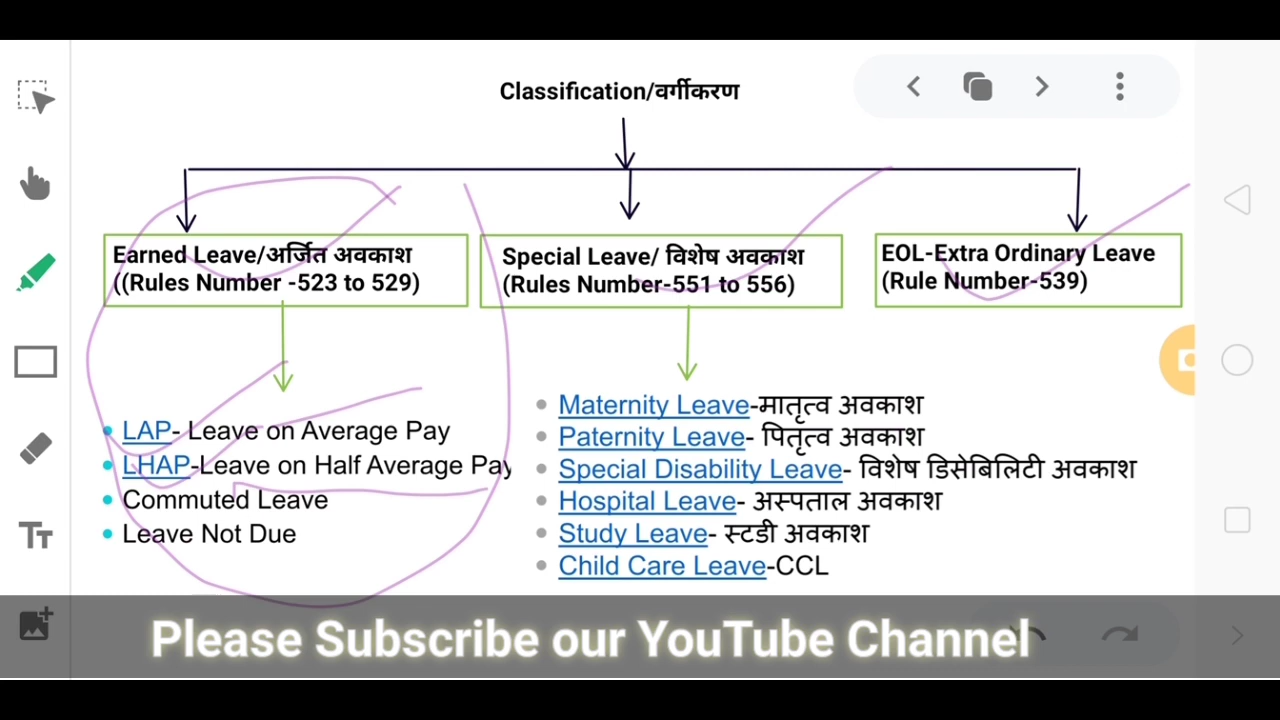 Classification/वर्गीकरण
Earned Leave/अर्जित अवकाश
((Rules Number -523 to 529)
Special Leave/ विशेष अवकाश
(Rules Number-551 to 556)
EOL-Extra Ordinary Leave
(Rule Number-539)
LAP- Leave on Average Pay
LHAP-Leave on Half Average Pay
Commuted Leave
Leave Not Due
Maternity Leave-मातृत्व अवकाश
Paternity Leave- पितृत्व अवकाश
Special Disability Leave- विशेष डिसेबिलिटी अवकाश
Hospital Leave- अस्पताल अवकाश
Study Leave- स्टडी अवकाश
Child Care Leave-CCL
TT
Please Subscribe our YouTube Channel